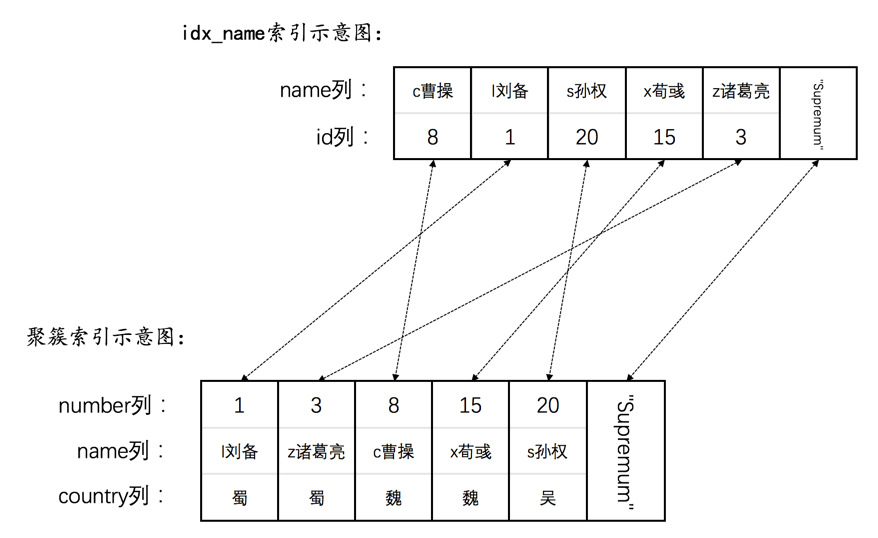 idx_name索引示意图：
name列： c曹操 l刘备 s孙权 x荀彧 z诸葛亮 "Supremum"
id列： 8 1 20 15 3
聚簇索引示意图：
number列： 1 3 8 15 20 "Supremum"
name列： l刘备 z诸葛亮 c曹操 x荀彧 s孙权
country列： 蜀 蜀 魏 魏 吴